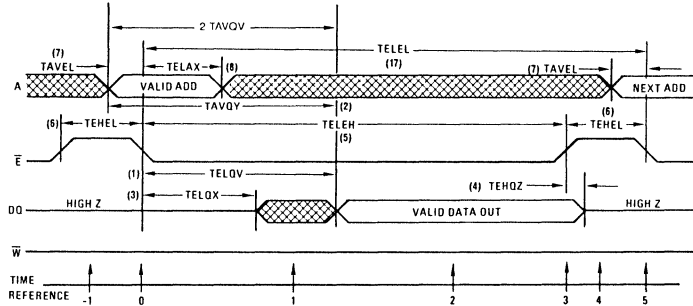 2 TAVQV
TELEL
(7) TAVEL TELAX (8) (17) (7) TAVEL
A VALID ADD NEXT ADD
TAVQY (2) (6)
(6) TEHEL TELEH TEHEL
(5)
E
(1) TELQV
(3) TELQX (4) TEHQZ
DQ HIGH Z VALID DATA OUT HIGH Z
W
TIME
REFERENCE -1 0 1 2 3 4 5